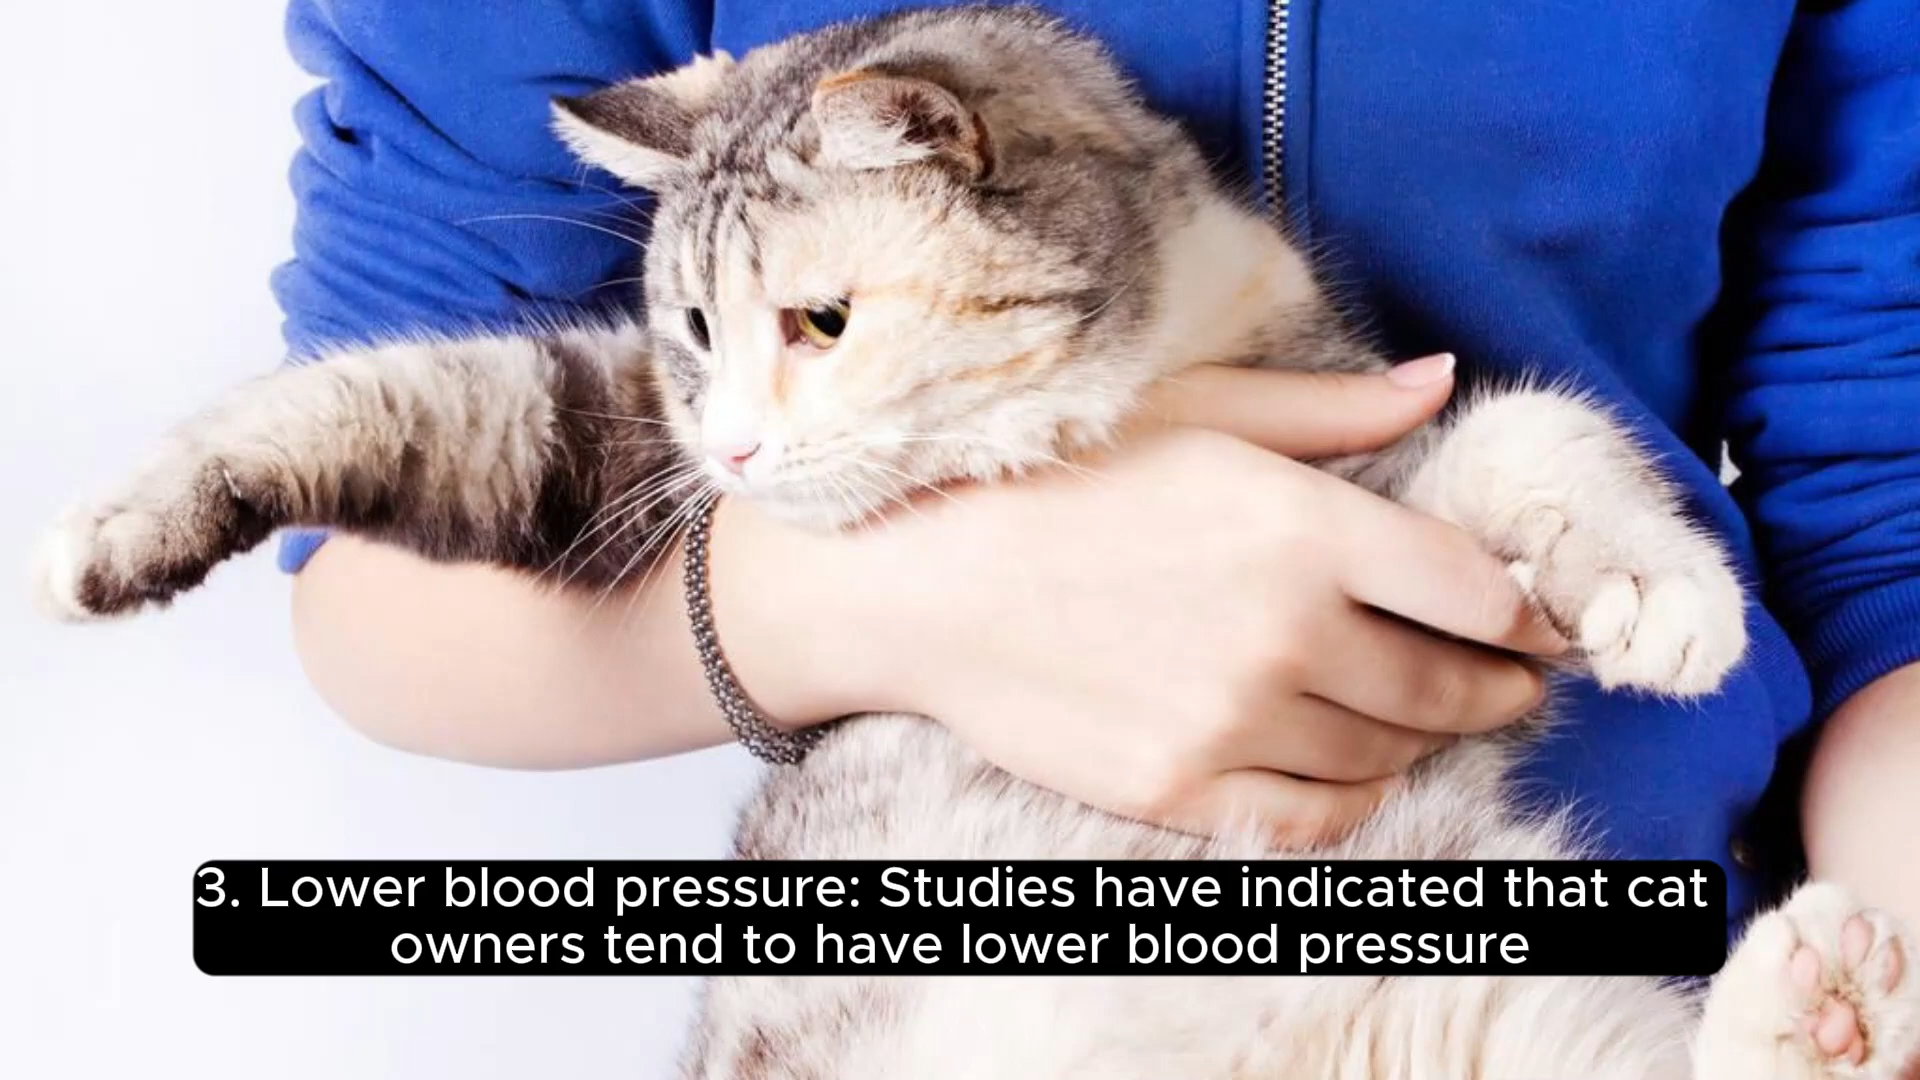 3. Lower blood pressure: Studies have indicated that cat
owners tend to have lower blood pressure